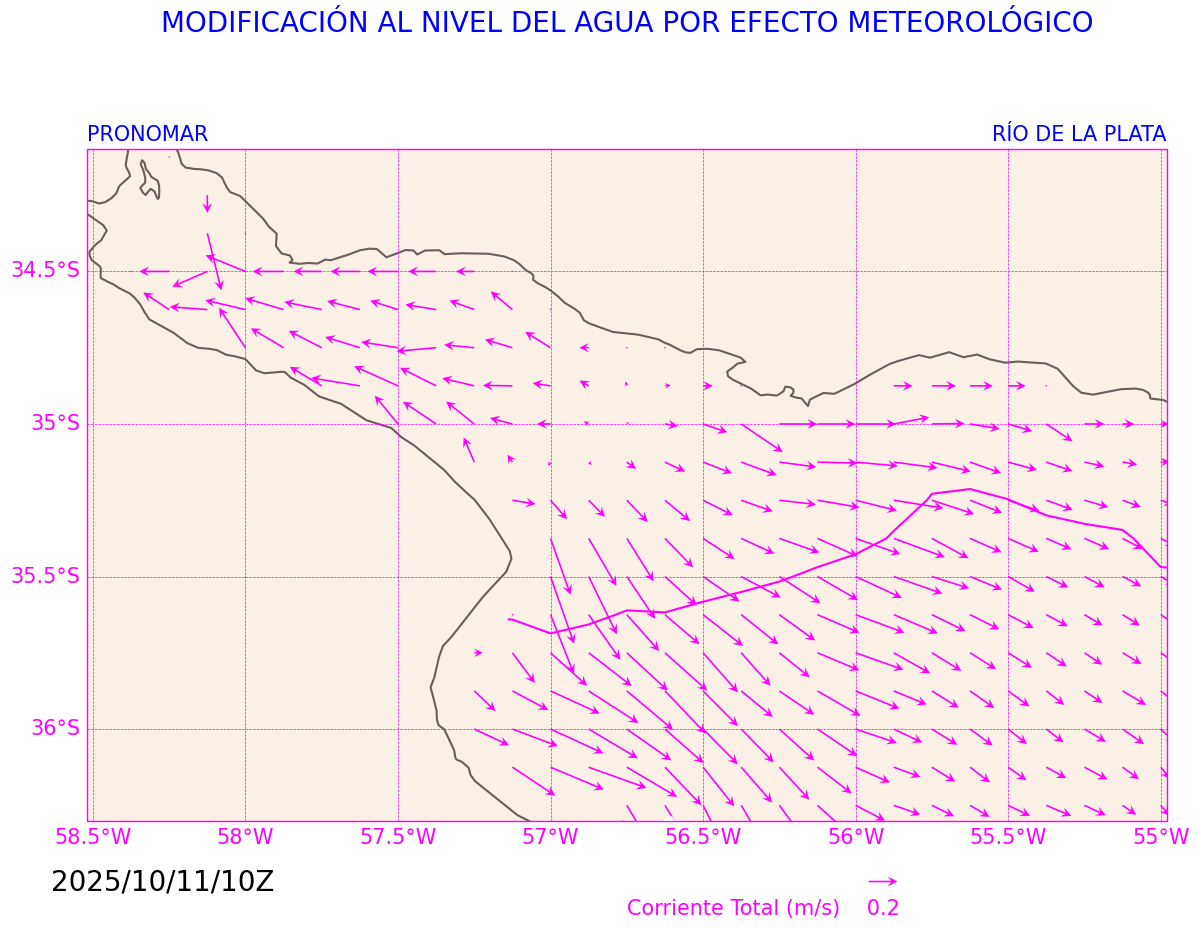 MODIFICACIÓN AL NIVEL DEL AGUA POR EFECTO METEOROLÓGICO
PRONOMAR
RÍO DE LA PLATA
34.5°S
35°S
35.5°S
36°S
58.5°W 58°W 57.5°W 57°W 56.5°W 56°W 55.5°W 55°W
2025/10/11/10Z
Corriente Total (m/s) 0.2